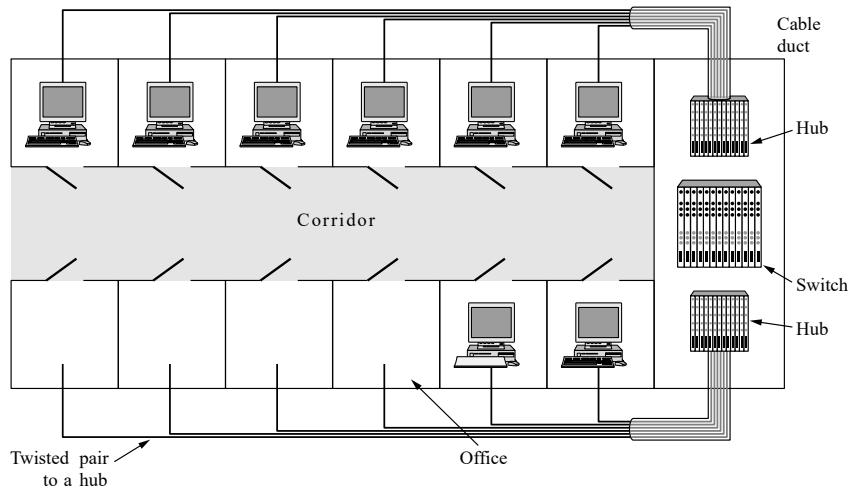 Cable
duct
Hub
Corridor
Switch
Hub
Twisted pair
to a hub
Office